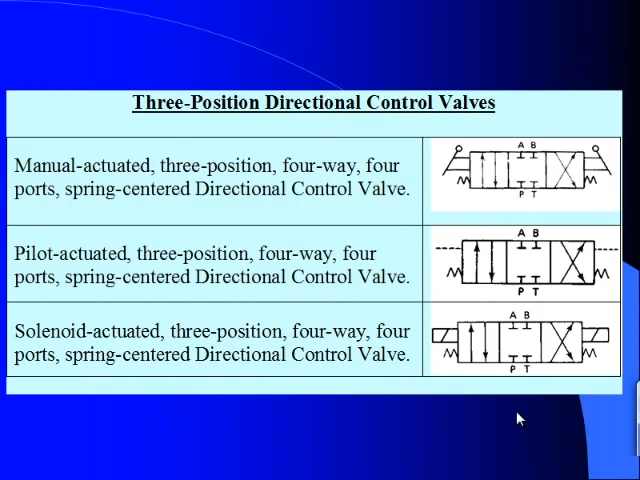 Three-Position Directional Control Valves
Manual-actuated, three-position, four-way, four
ports, spring-centered Directional Control Valve.
A B
P T
Pilot-actuated, three-position, four-way, four
ports, spring-centered Directional Control Valve.
A B
P T
Solenoid-actuated, three-position, four-way, four
ports, spring-centered Directional Control Valve.
A B
P T